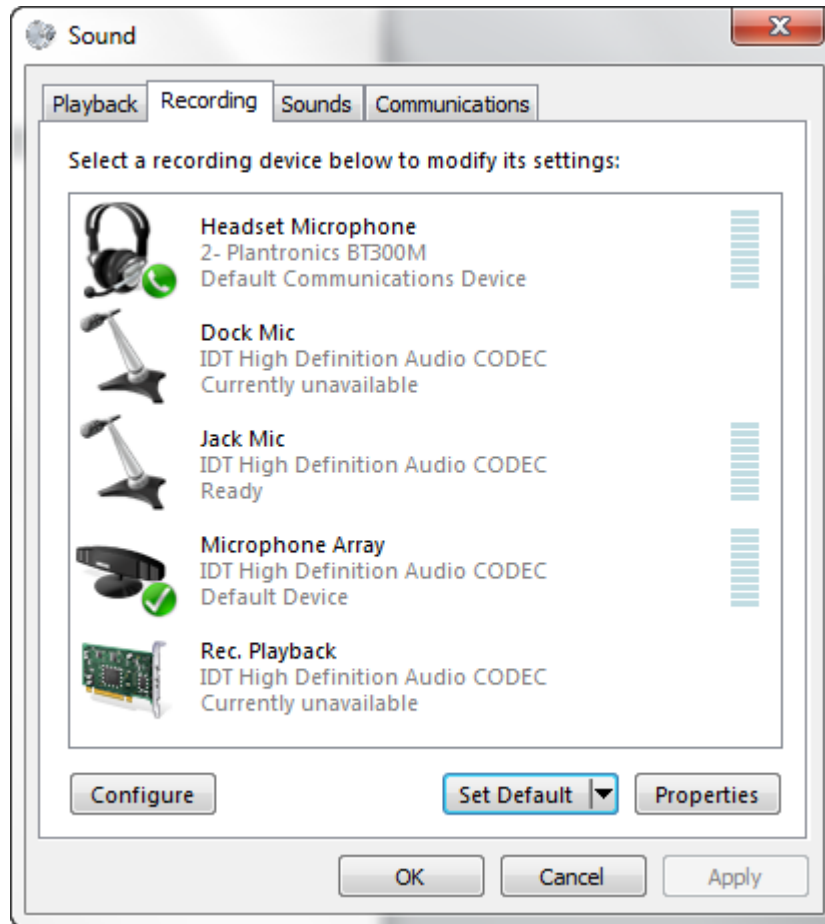 Sound
Playback Recording Sounds Communications
Select a recording device below to modify its settings:
Headset Microphone
2- Plantronics BT300M
Default Communications Device
Dock Mic
IDT High Definition Audio CODEC
Currently unavailable
Jack Mic
IDT High Definition Audio CODEC
Ready
Microphone Array
IDT High Definition Audio CODEC
Default Device
Rec. Playback
IDT High Definition Audio CODEC
Currently unavailable
Configure Set Default Properties
OK Cancel Apply